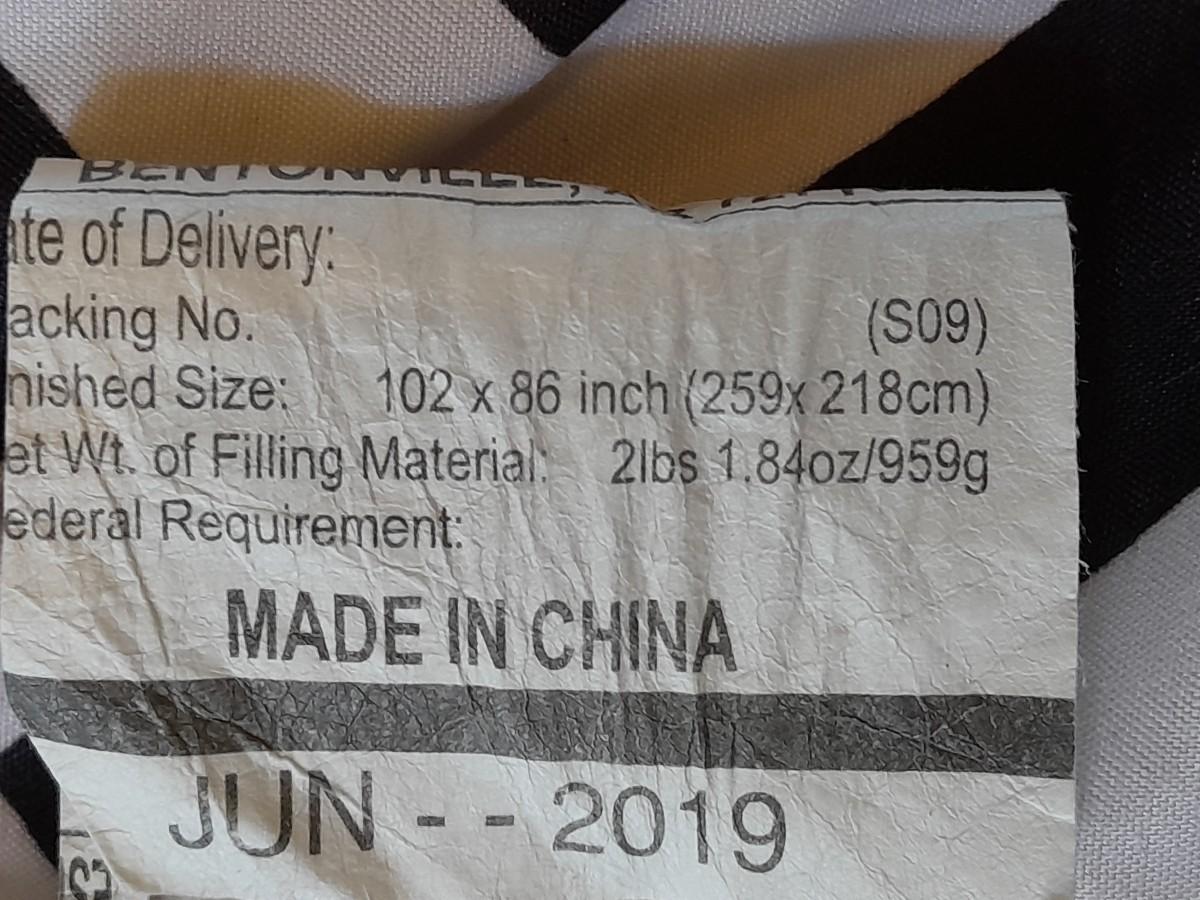 BENTONVILLE,
ate of Delivery:
acking No. (S09)
nished Size: 102 x 86 inch (259x 218cm)
et Wt. of Filling Material: 2lbs 1.84oz/959g
ederal Requirement:
MADE IN CHINA
JUN - - 2019